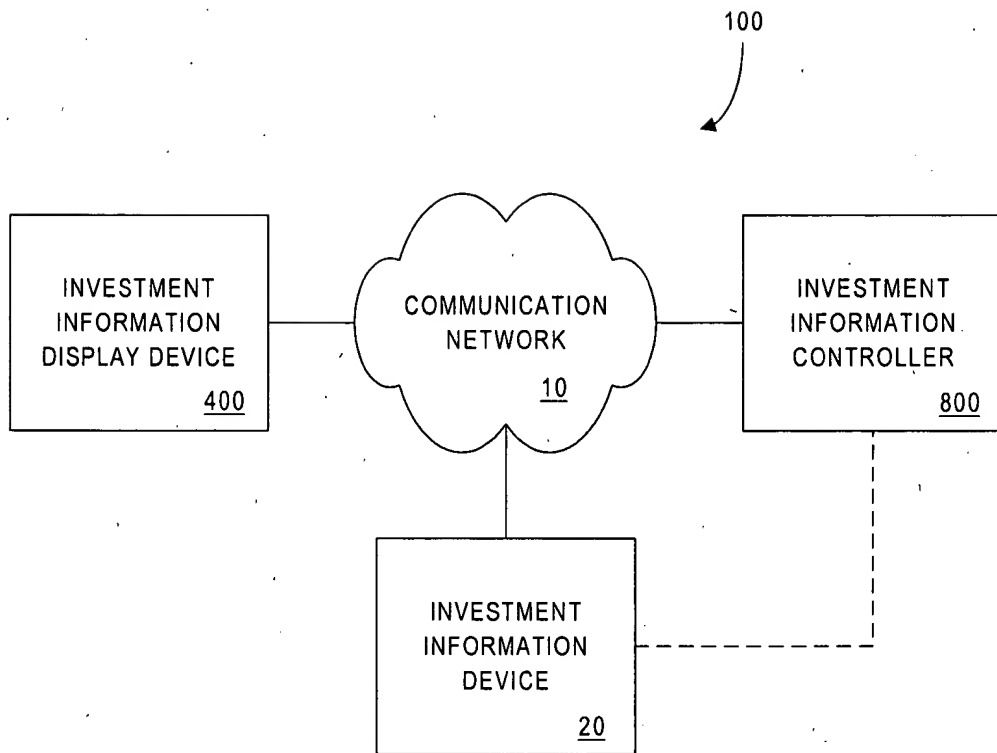 100
INVESTMENT
INFORMATION
DISPLAY DEVICE
400
COMMUNICATION
NETWORK
10
INVESTMENT
INFORMATION
CONTROLLER
800
INVESTMENT
INFORMATION
DEVICE
20